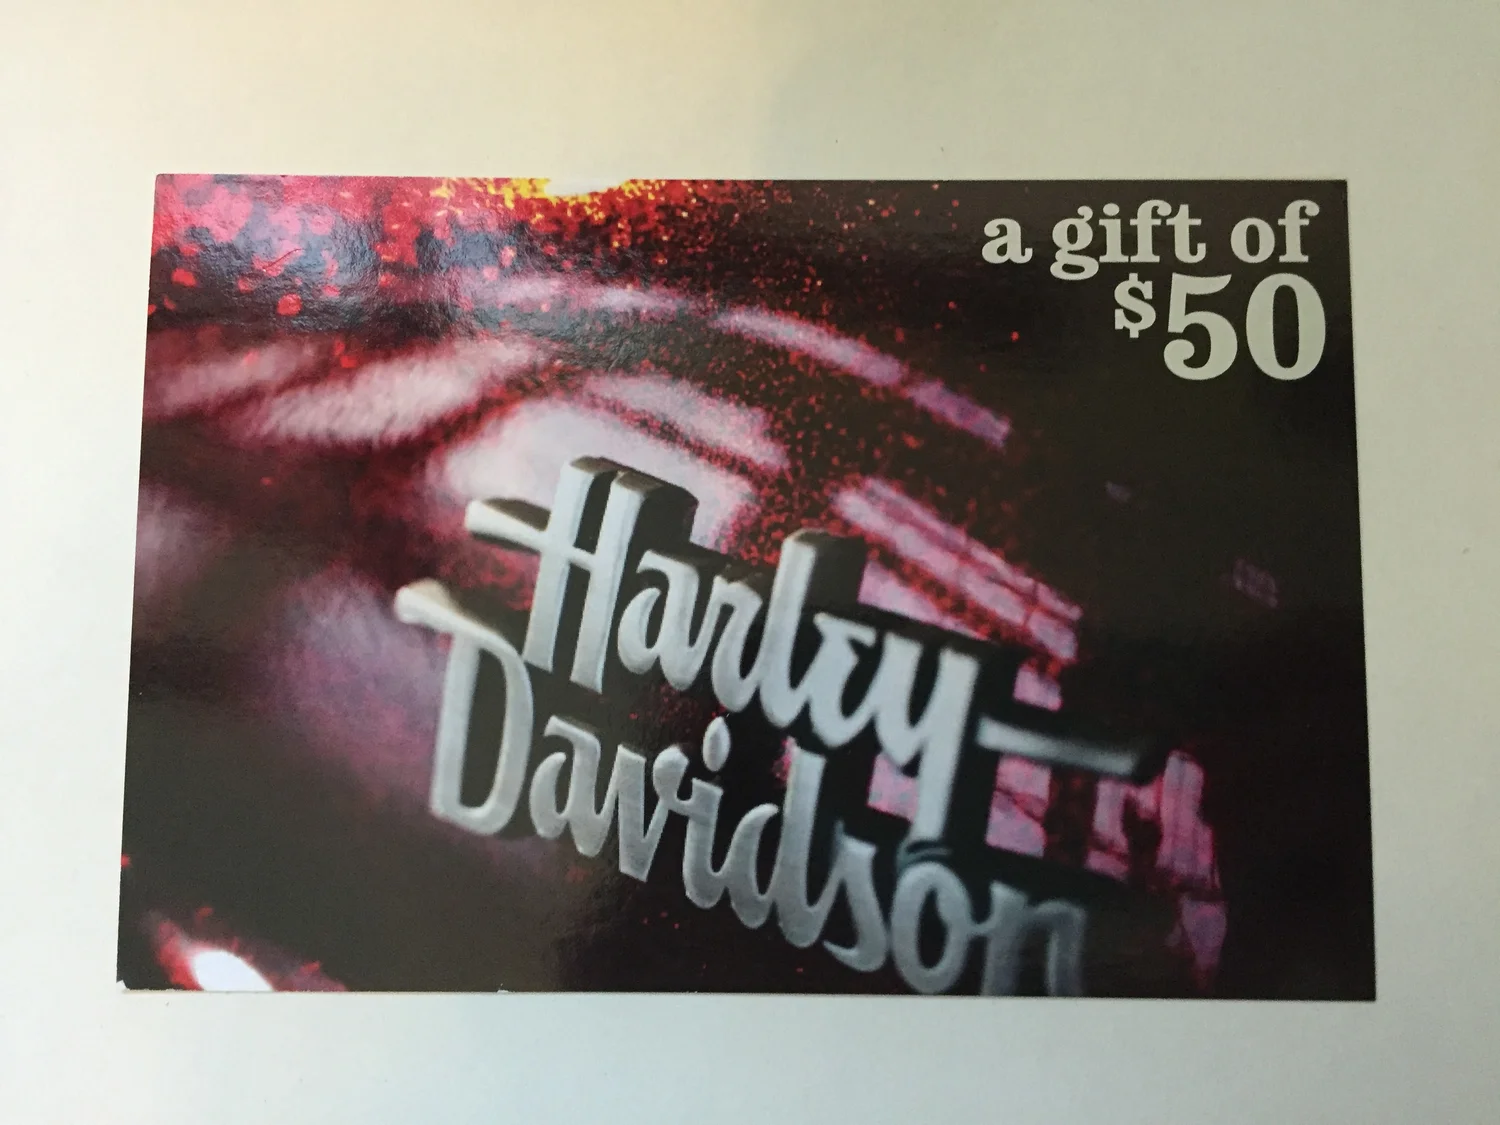 a gift of
$50
Harley-
Davidson